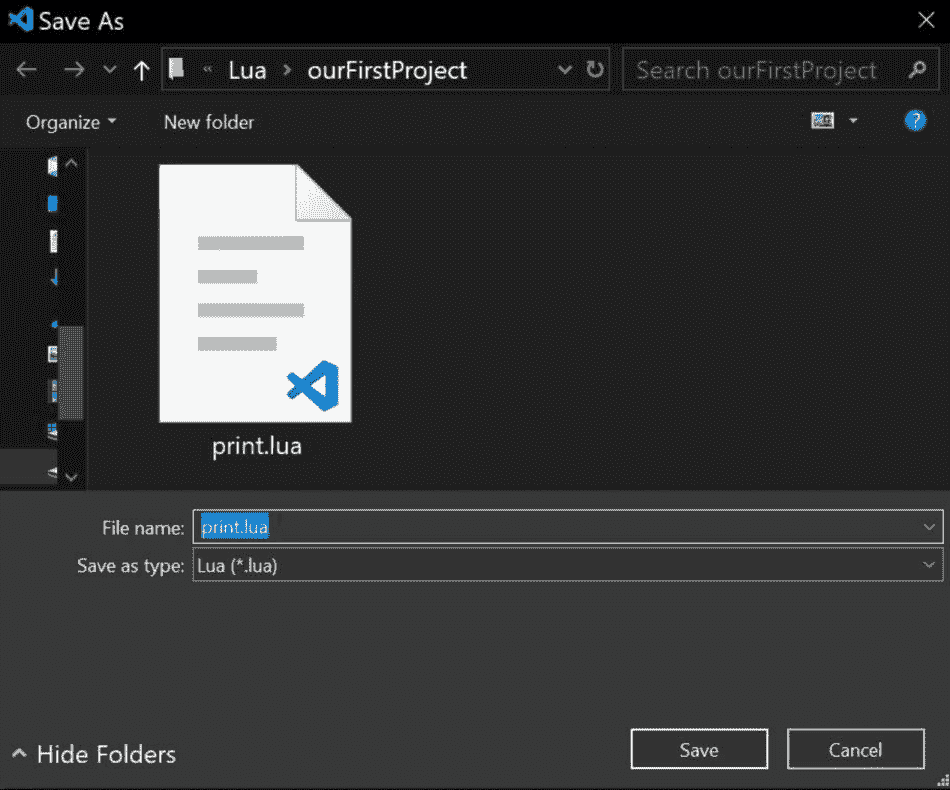 Save As
« Lua > ourFirstProject
Search ourFirstProject
Organize
New folder
?
print.lua
File name: print.lua
Save as type: Lua (*.lua)
Hide Folders
Save
Cancel